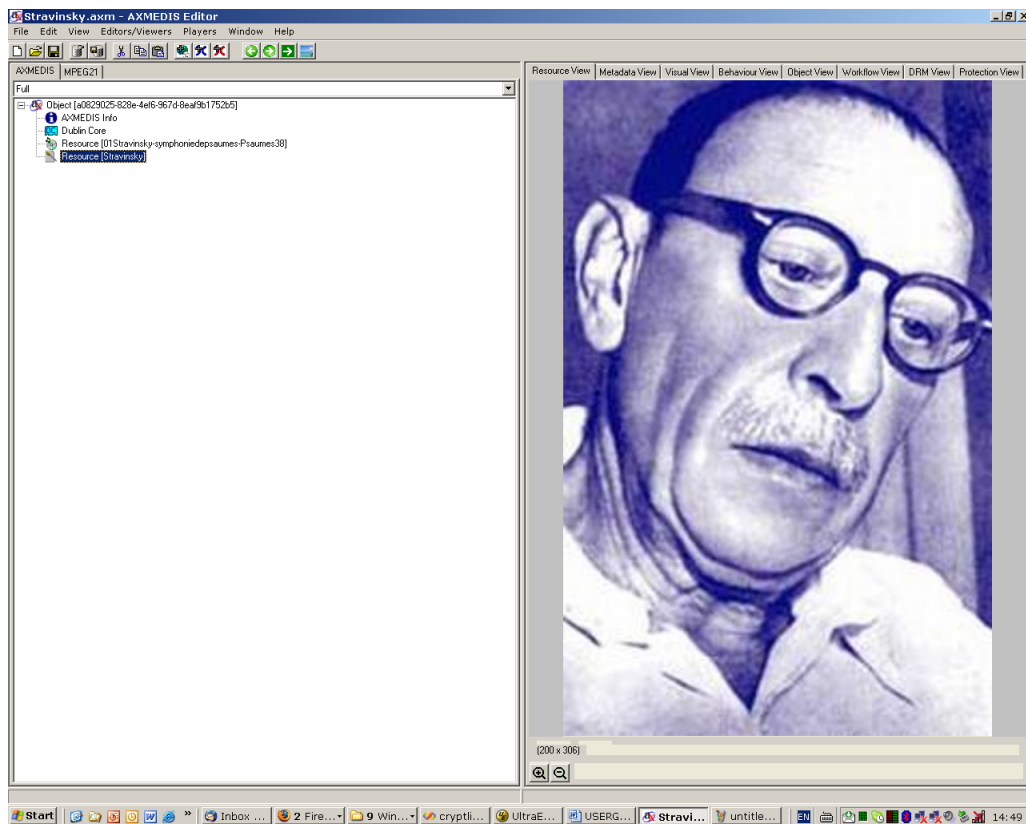 Stravinsky.axm - AXMEDIS Editor
File Edit View Editors/Viewers Players Window Help
AXMEDIS MPEG21
Full
Object [a0829025-828e-4ef6-967d-8eaf9b1752b5]
AXMEDIS Info
Dublin Core
Resource [01Stravinsky-symphoniedepsaumes-Psaumes38]
Resource [Stravinsky]
Resource View Metadata View Visual View Behaviour View Object View Workflow View DRM View Protection View
(200 x 306)
Start » Inbox ... 2 Fire... 9 Win... cryptli... UltraE... USERG... Stravi... untitle... EN 14:49